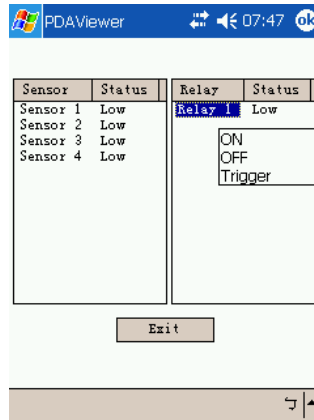 PDAViewer 07:47 ok
Sensor Status Relay Status
Sensor 1 Low Relay 1 Low
Sensor 2 Low
Sensor 3 Low ON
Sensor 4 Low OFF
Trigger
Exit